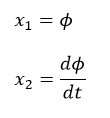 x₁ = ϕ
x₂ = dϕ/dt